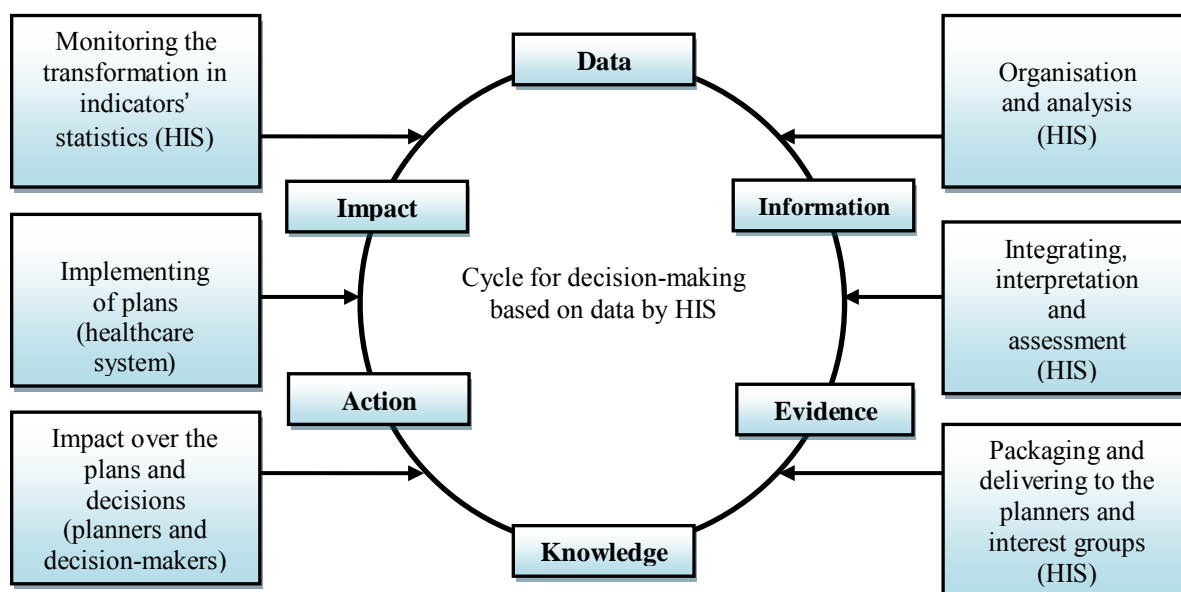 Monitoring the
transformation in
indicators'
statistics (HIS)
Data
Organisation
and analysis
(HIS)
Impact
Information
Implementing
of plans
(healthcare
system)
Cycle for decision-making
based on data by HIS
Integrating,
interpretation
and
assessment
(HIS)
Action
Evidence
Impact over the
plans and
decisions
(planners and
decision-makers)
Knowledge
Packaging and
delivering to the
planners and
interest groups
(HIS)